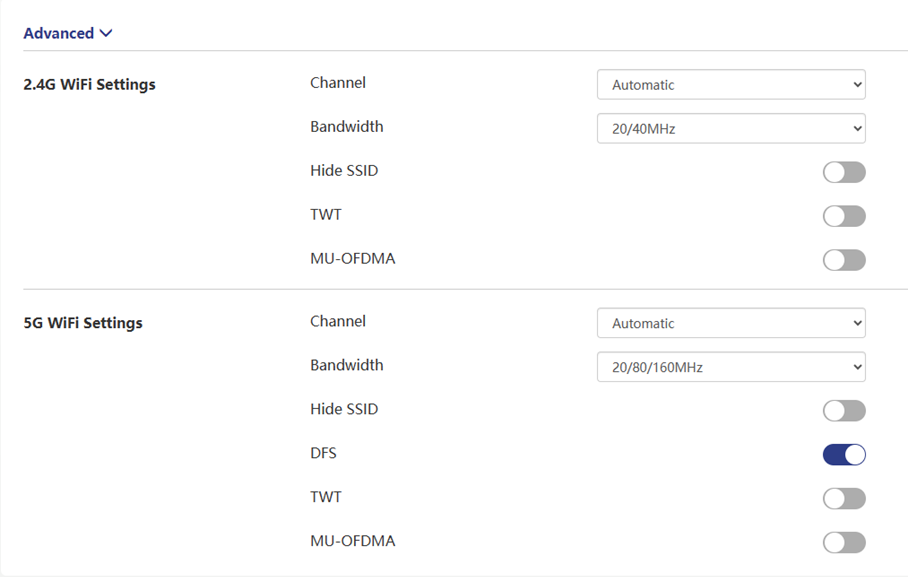 Advanced
2.4G WiFi Settings
Channel
Automatic
Bandwidth
20/40MHz
Hide SSID
TWT
MU-OFDMA
5G WiFi Settings
Channel
Automatic
Bandwidth
20/80/160MHz
Hide SSID
DFS
TWT
MU-OFDMA